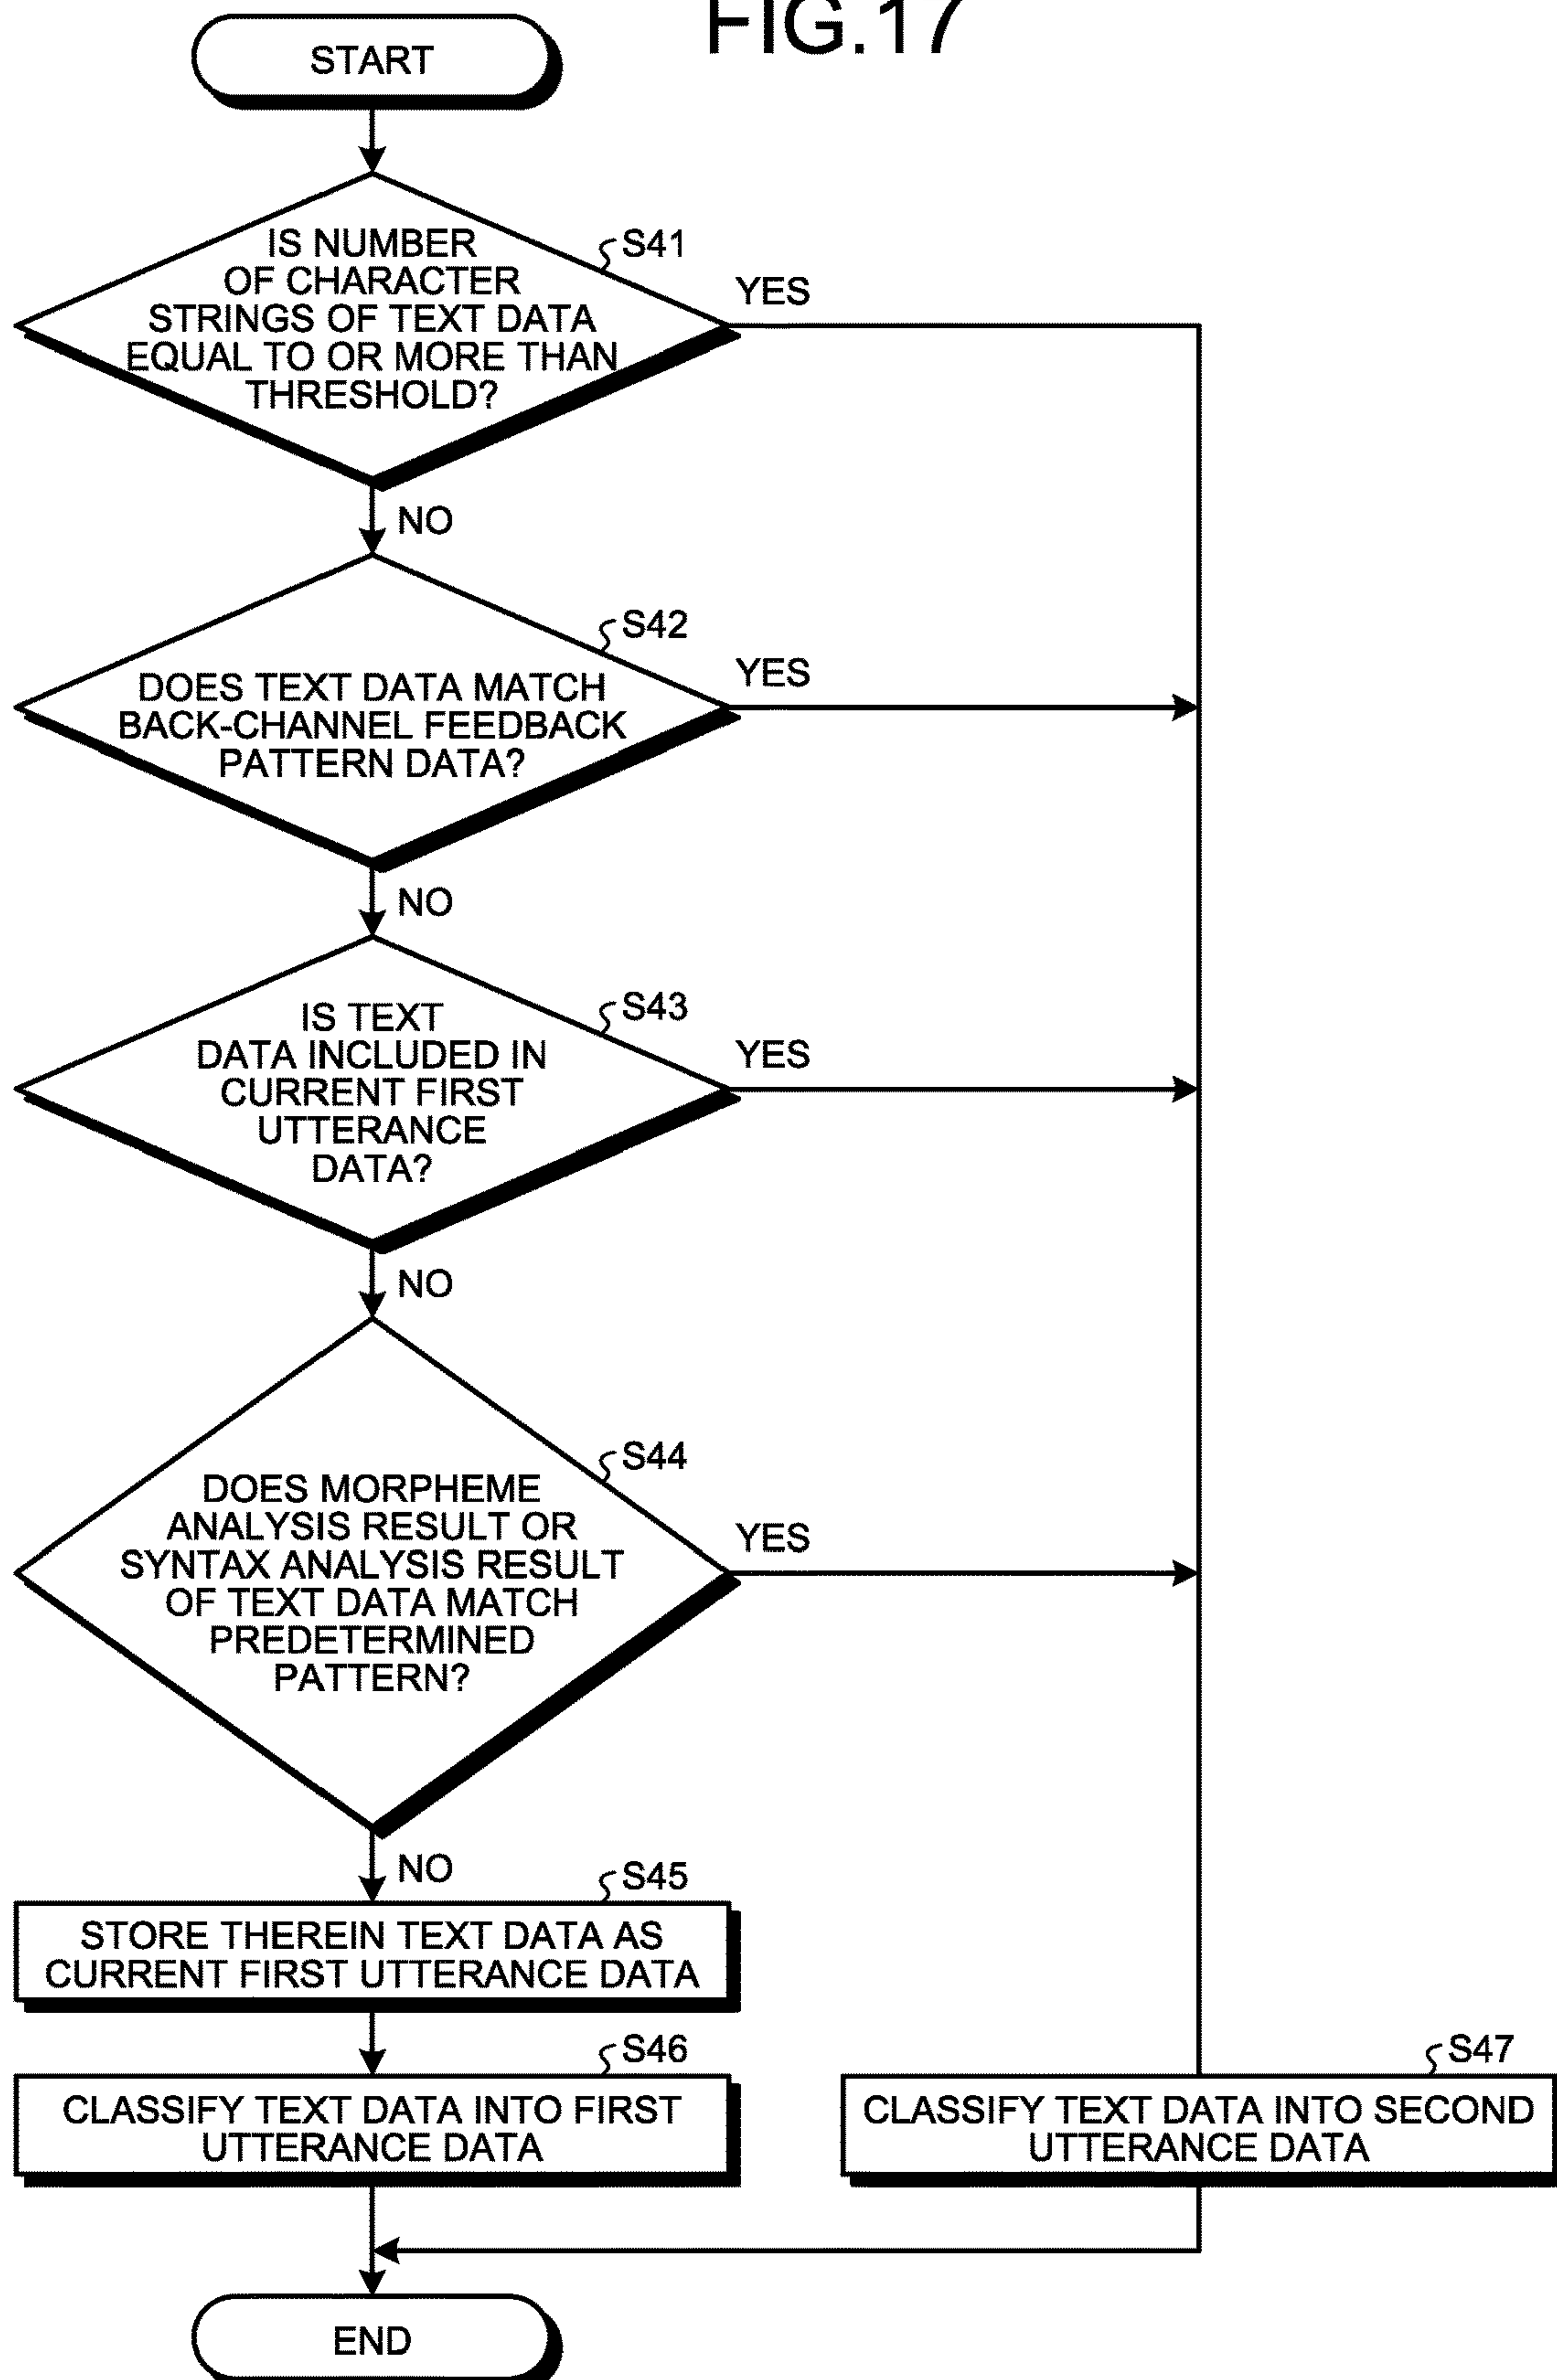 FIG.17
START
S41
IS NUMBER
OF CHARACTER
STRINGS OF TEXT DATA
EQUAL TO OR MORE THAN
THRESHOLD?
YES
NO
S42
DOES TEXT DATA MATCH
BACK-CHANNEL FEEDBACK
PATTERN DATA?
YES
NO
S43
IS TEXT
DATA INCLUDED IN
CURRENT FIRST
UTTERANCE
DATA?
YES
NO
S44
DOES MORPHEME
ANALYSIS RESULT OR
SYNTAX ANALYSIS RESULT
OF TEXT DATA MATCH
PREDETERMINED
PATTERN?
YES
NO
S45
STORE THEREIN TEXT DATA AS
CURRENT FIRST UTTERANCE DATA
S46
CLASSIFY TEXT DATA INTO FIRST
UTTERANCE DATA
S47
CLASSIFY TEXT DATA INTO SECOND
UTTERANCE DATA
END